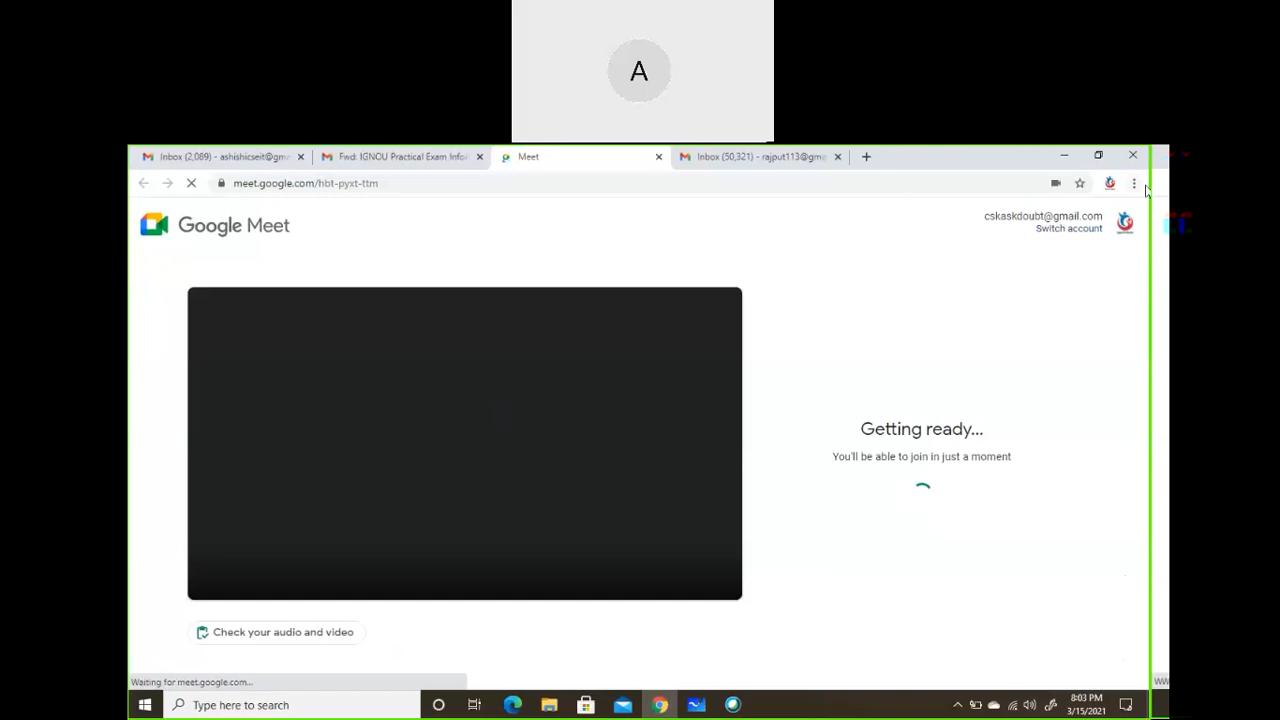 A
Inbox (2,089) - ashishicseit@gm
Fwd: IGNOU Practical Exam Info
Meet
Inbox (50,321) - rajput113@gm
meet.google.com/hbt-pyxt-ttm
Google Meet
cskaskdoubt@gmail.com
Switch account
Getting ready...
You'll be able to join in just a moment
Check your audio and video
Waiting for meet.google.com...
Type here to search
8:03 PM
3/15/2021